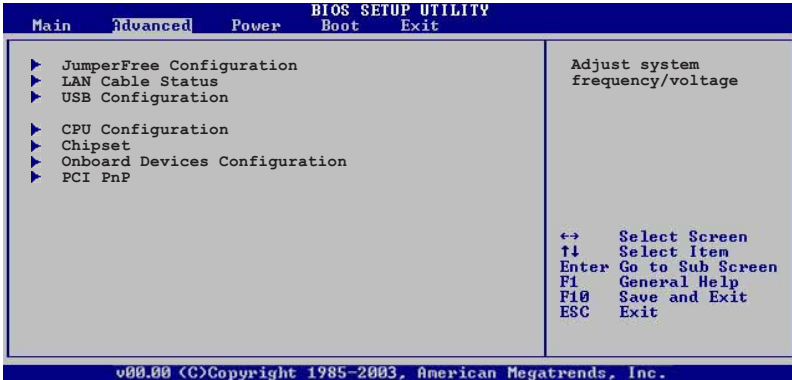 BIOS SETUP UTILITY
Main Advanced Power Boot Exit
JumperFree Configuration
LAN Cable Status
USB Configuration
CPU Configuration
Chipset
Onboard Devices Configuration
PCI PnP
Adjust system
frequency/voltage
←→ Select Screen
↑↓ Select Item
Enter Go to Sub Screen
F1 General Help
F10 Save and Exit
ESC Exit
v00.00 (C)Copyright 1985-2003, American Megatrends, Inc.